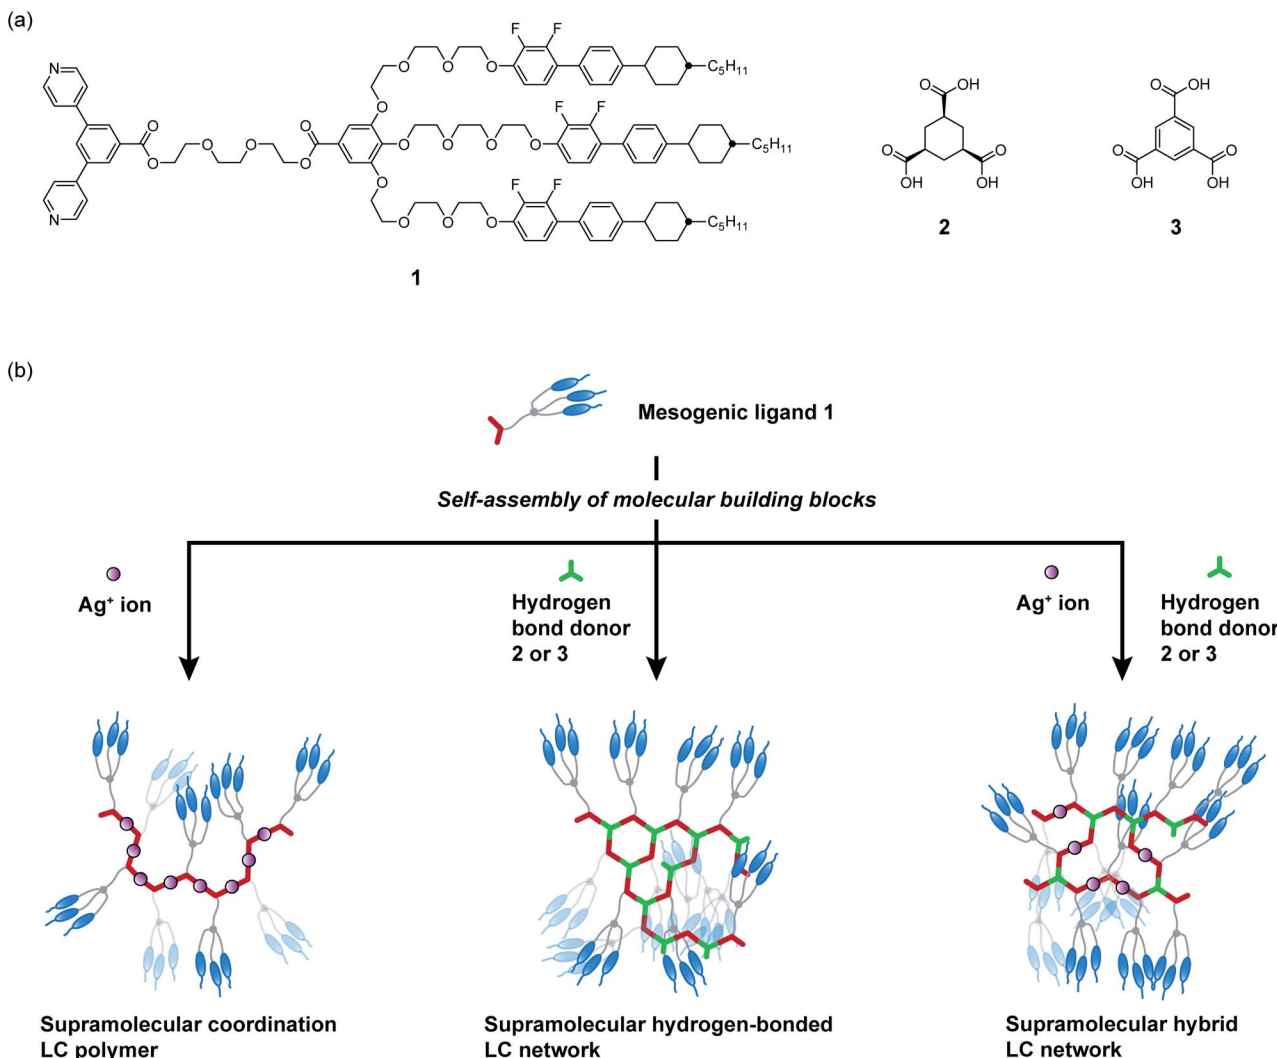 (a)
F F
N
O O O O C₅H₁₁
O O F F
O O O O O O O O O O C₅H₁₁
O F F
N
O O O O C₅H₁₁
1
O OH
O O
OH OH
2
O OH
O O
OH OH
3
(b)
Mesogenic ligand 1
Self-assembly of molecular building blocks
Ag⁺ ion
Hydrogen
bond donor
2 or 3
Ag⁺ ion
Hydrogen
bond donor
2 or 3
Supramolecular coordination
LC polymer
Supramolecular hydrogen-bonded
LC network
Supramolecular hybrid
LC network